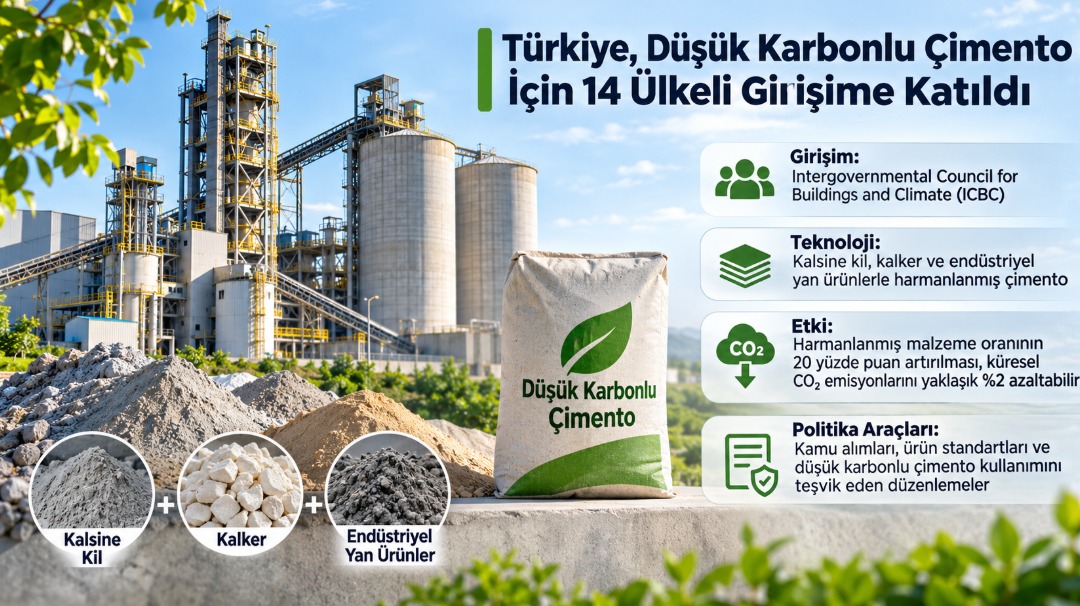 Türkiye, Düşük Karbonlu Çimento
İçin 14 Ülkeli Girişime Katıldı
Girişim:
Intergovernmental Council for
Buildings and Climate (ICBC)
Teknoloji:
Kalsine kil, kalker ve endüstriyel
yan ürünlerle harmanlanmış çimento
CO₂
Etki:
Harmanlanmış malzeme oranının
20 yüzde puan artırılması, küresel
CO₂ emisyonlarını yaklaşık %2 azaltabilir
Politika Araçları:
Kamu alımları, ürün standartları ve
düşük karbonlu çimento kullanımını
teşvik eden düzenlemeler
Düşük Karbonlu
Çimento
+
+
Kalsine
Kil
Kalker
Endüstriyel
Yan Ürünler